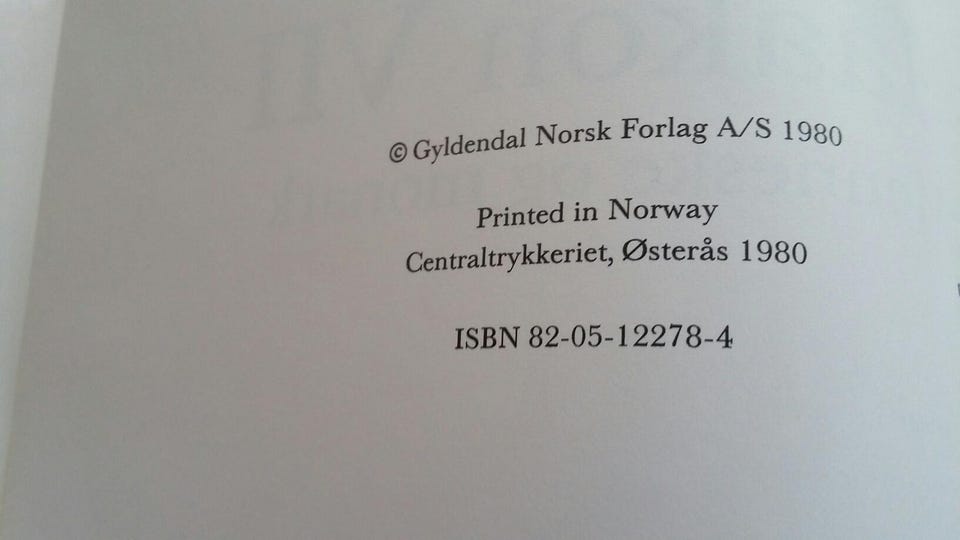 © Gyldendal Norsk Forlag A/S 1980
Printed in Norway
Centraltrykkeriet, Østerås 1980
ISBN 82-05-12278-4